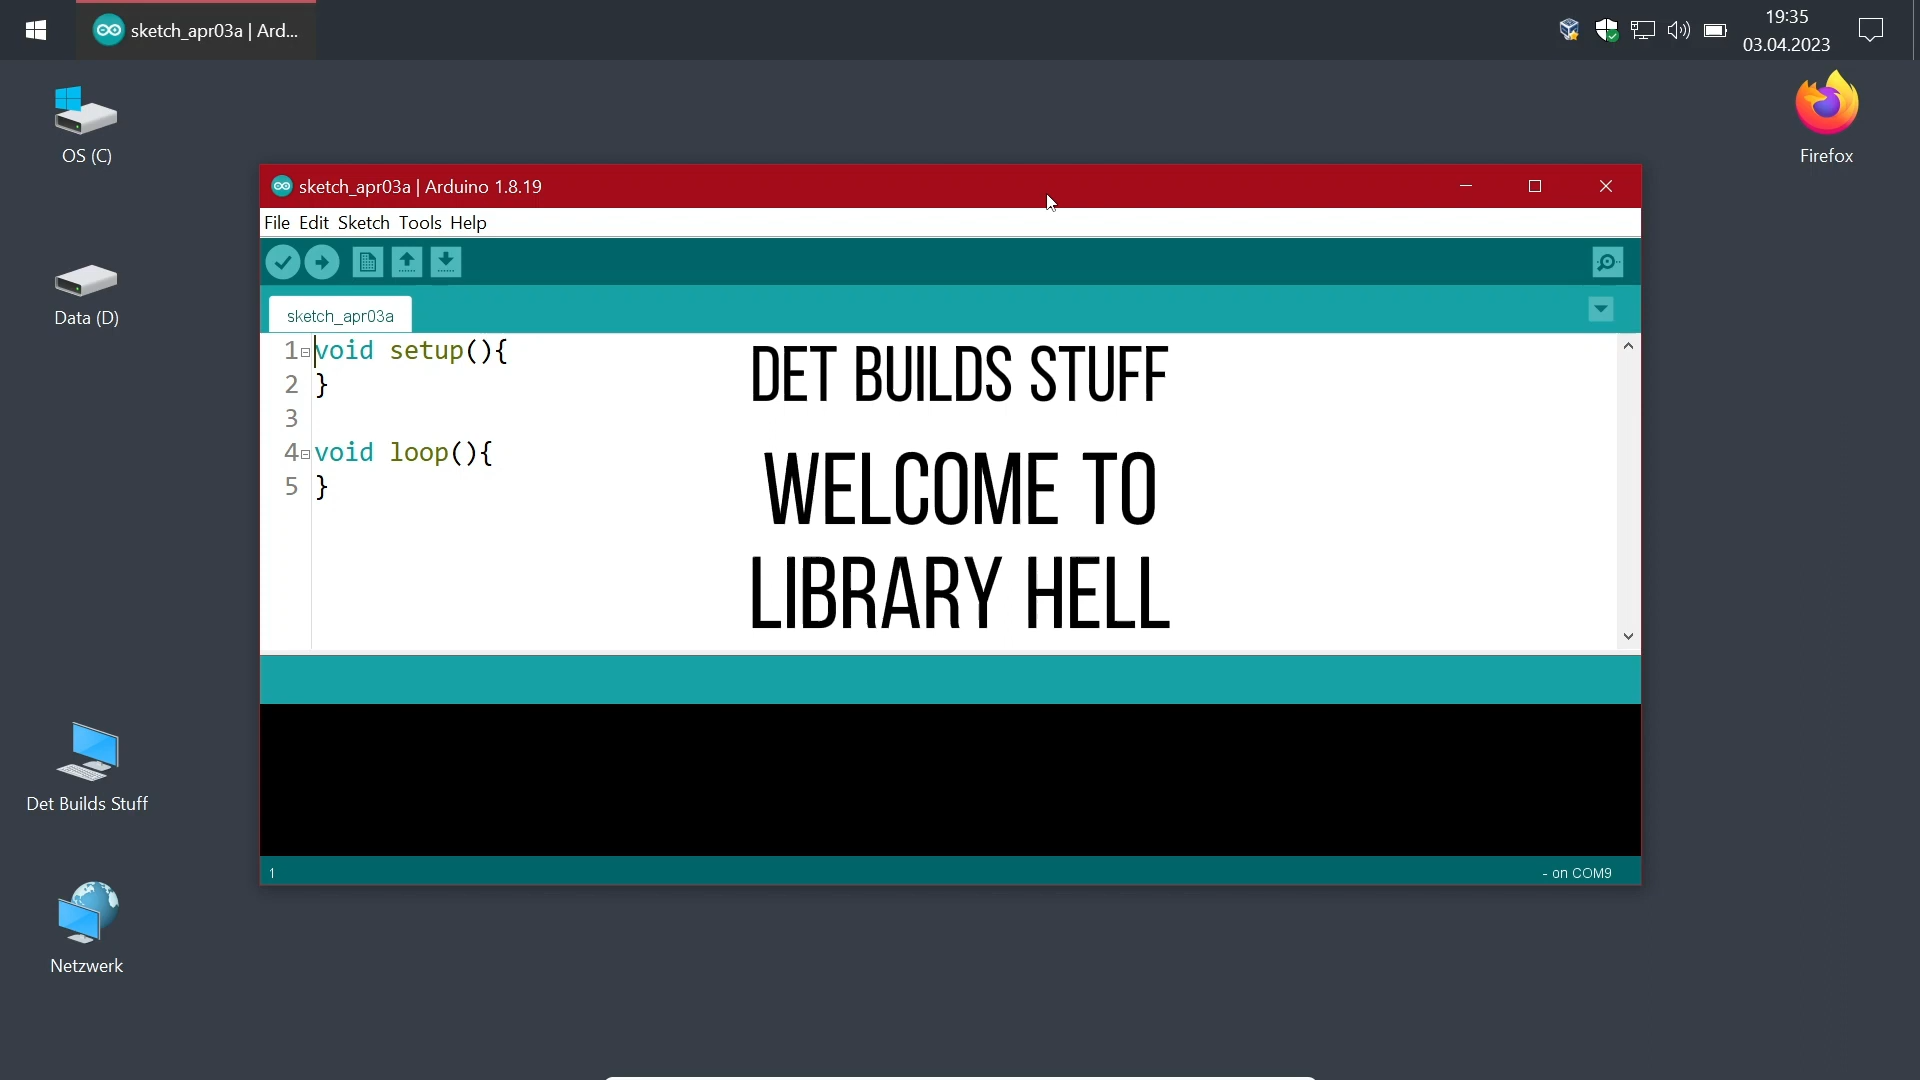 sketch_apr03a | Ard...
19:35
03.04.2023
OS (C)
Firefox
sketch_apr03a | Arduino 1.8.19
File Edit Sketch Tools Help
Data (D)
sketch_apr03a
1 void setup(){
2 }
3
4 void loop(){
5 }
DET BUILDS STUFF
WELCOME TO
LIBRARY HELL
Det Builds Stuff
1
- on COM9
Netzwerk